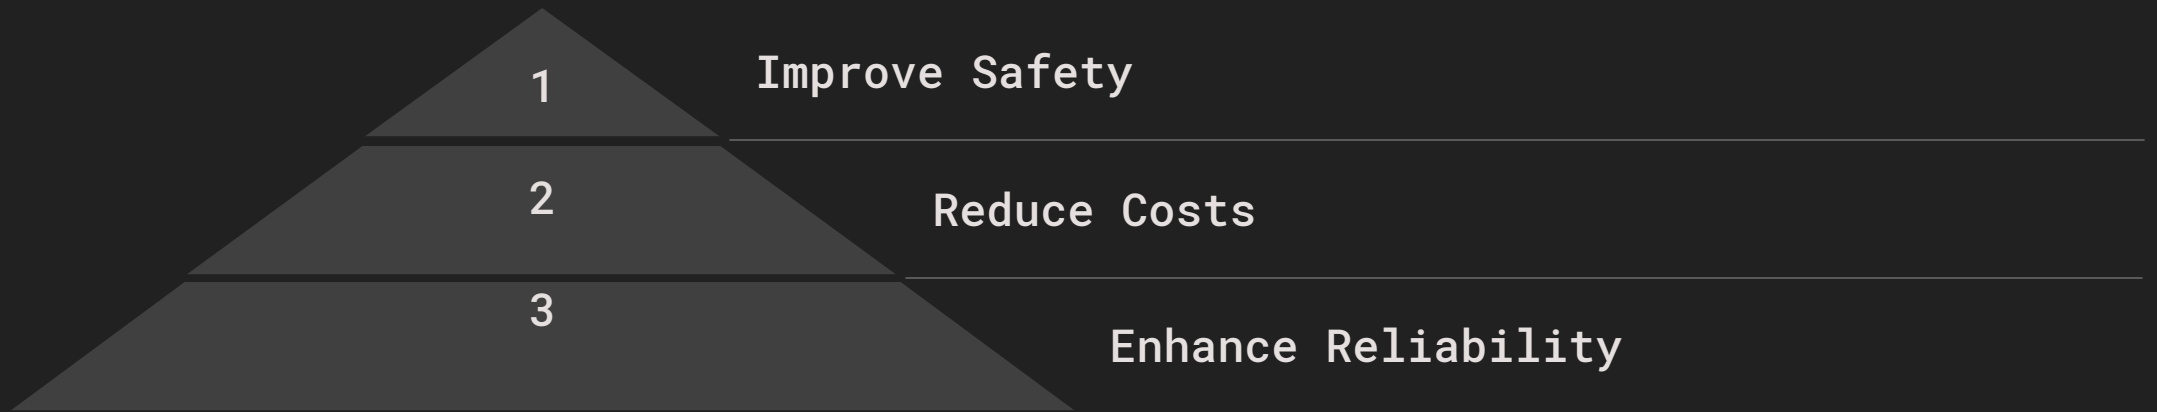 1
Improve Safety
2
Reduce Costs
3
Enhance Reliability